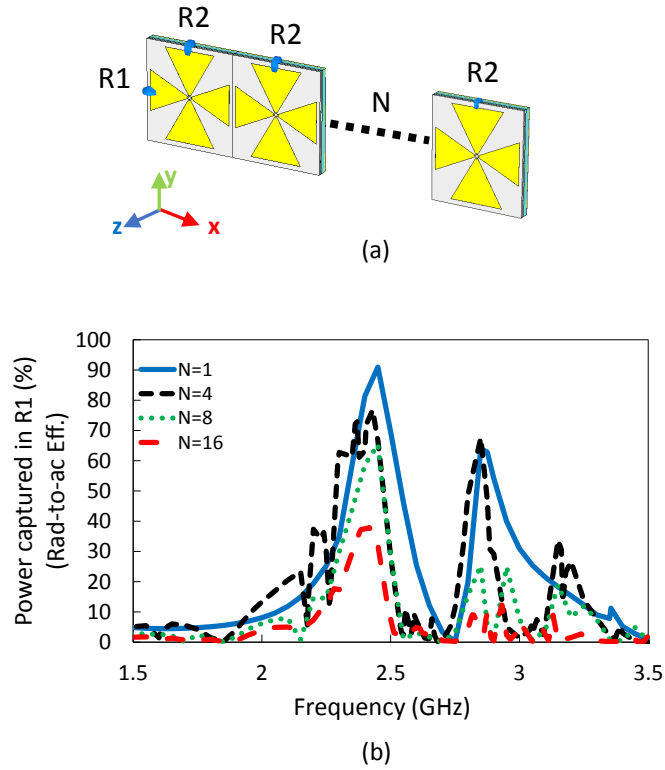 R2
R2
R1
R2
N
y
z
x
(a)
100
90
80
70
60
50
40
30
20
10
0
Power captured in R1 (%)
(Rad-to-ac Eff.)
N=1
N=4
N=8
N=16
1.5
2
2.5
3
3.5
Frequency (GHz)
(b)